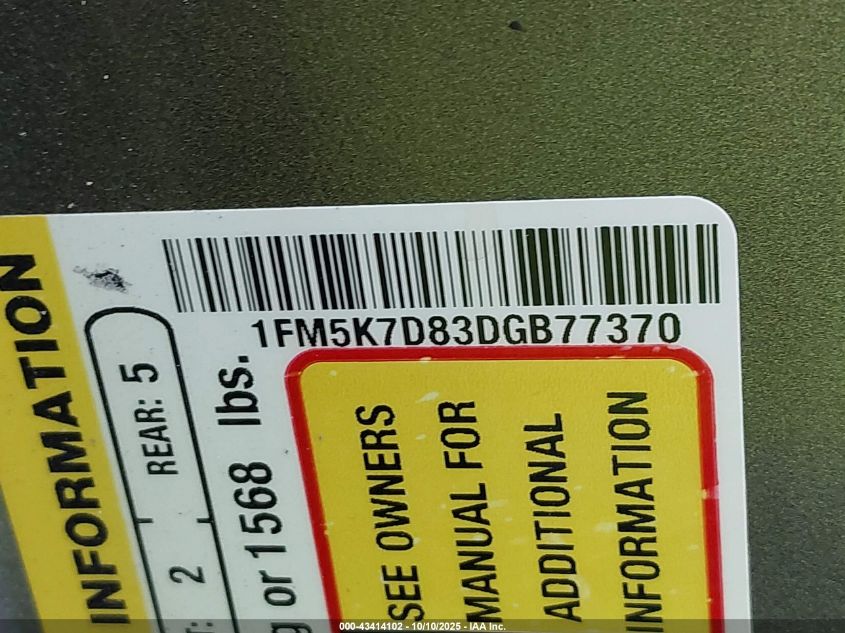 1FM5K7D83DGB77370
INFORMATION
REAR: 5
2
or 1568 lbs.
SEE OWNERS
MANUAL FOR
ADDITIONAL
INFORMATION
000-43414102 - 10/10/2025 - IAA Inc.